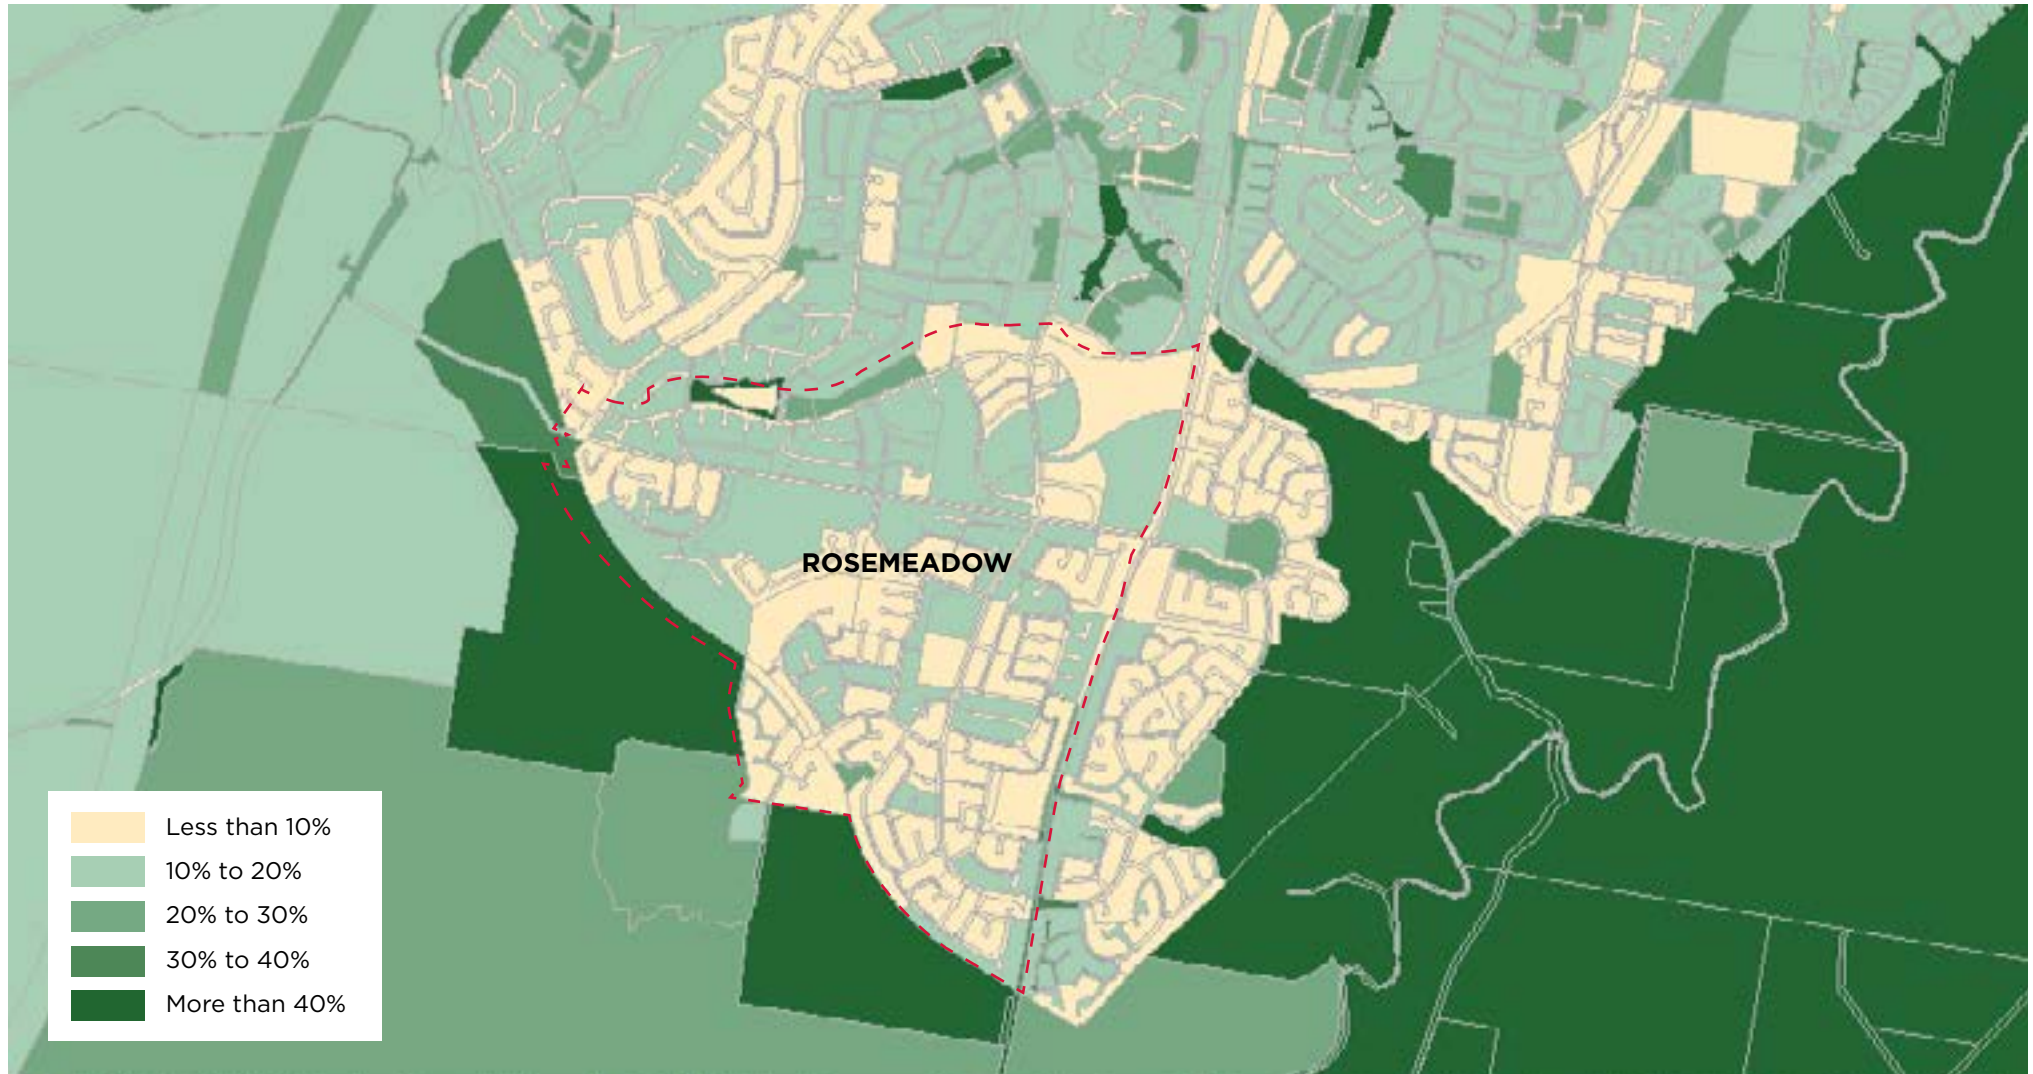 ROSEMEADOW
Less than 10%
10% to 20%
20% to 30%
30% to 40%
More than 40%